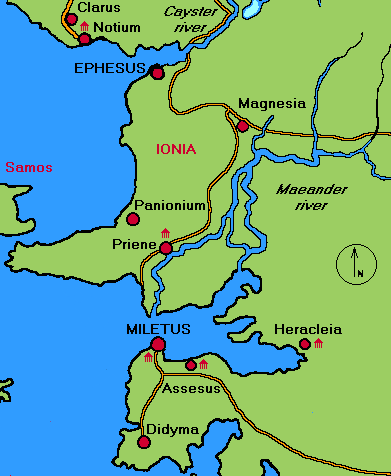 Clarus
Notium
Cayster
river
EPHESUS
Magnesia
IONIA
Samos
Maeander
river
Panionium
Priene
N
MILETUS
Heracleia
Assesus
Didyma